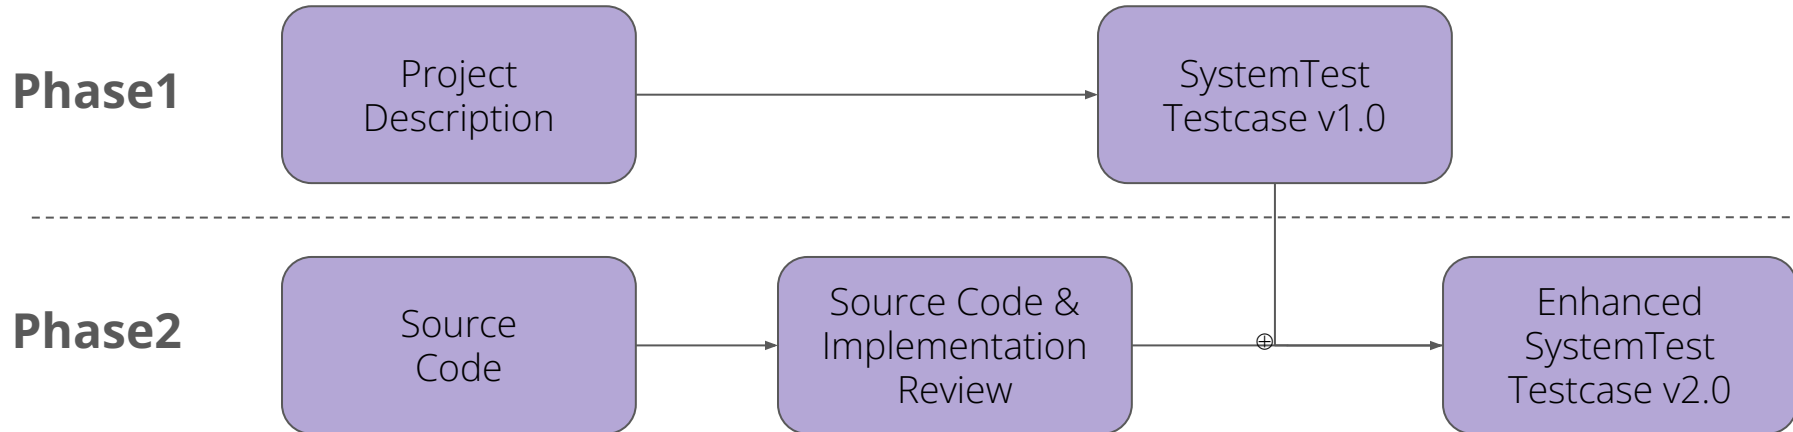 Phase1
Project
Description
SystemTest
Testcase v1.0
Phase2
Source
Code
Source Code &
Implementation
Review
⊕
Enhanced
SystemTest
Testcase v2.0